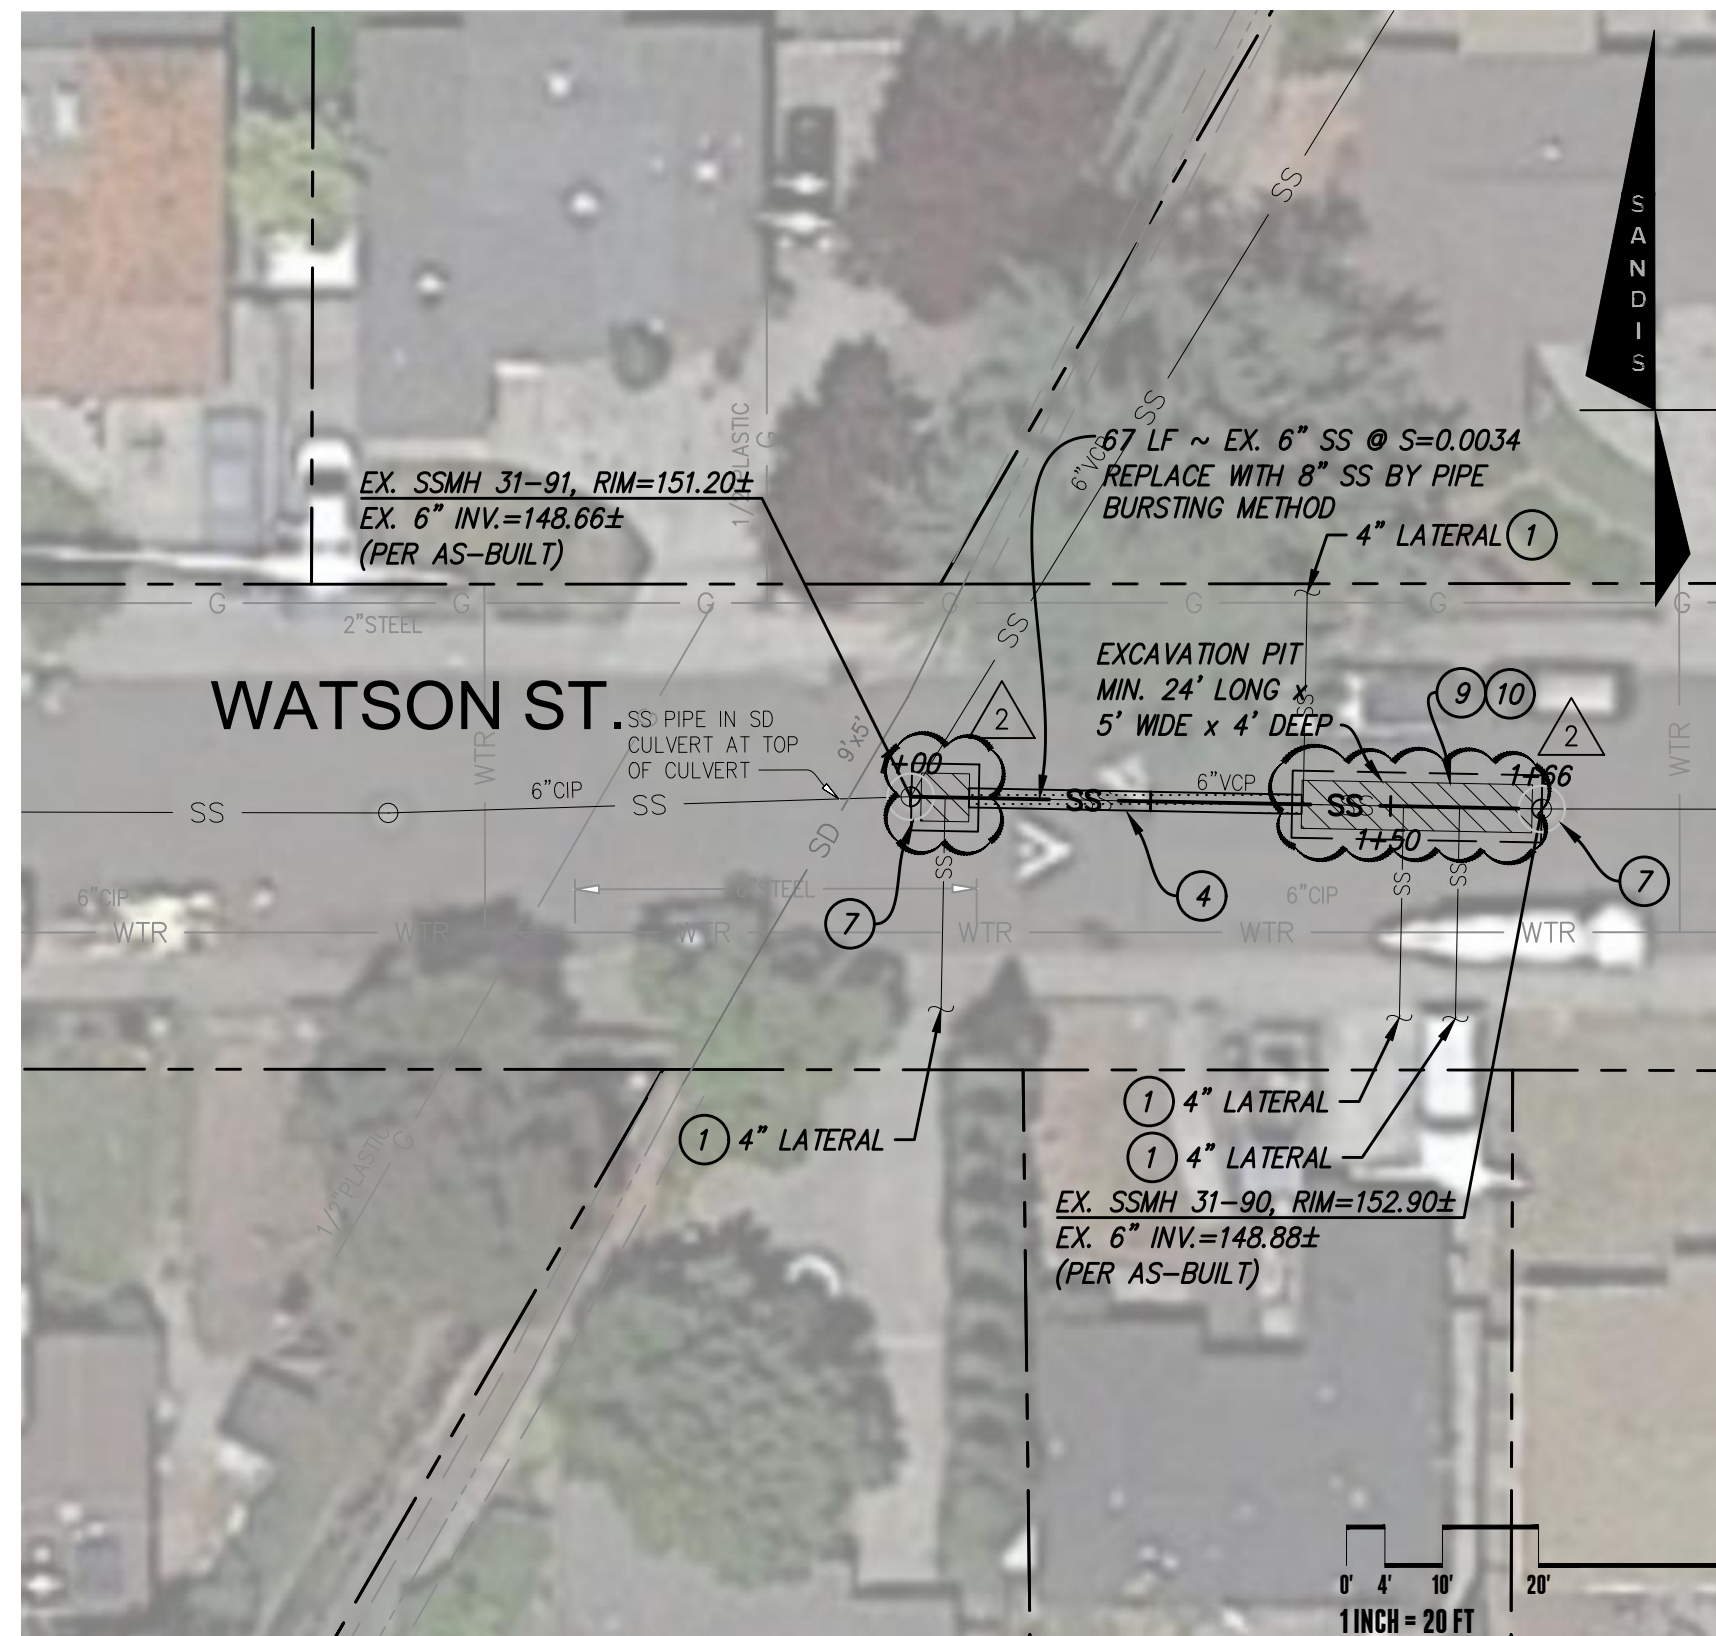 SANDIS
SS
SS
6"VCP
67 LF ~ EX. 6" SS @ S=0.0034
REPLACE WITH 8" SS BY PIPE
BURSTING METHOD
4" LATERAL 1
1/2"PLASTIC
G
EX. SSMH 31-91, RIM=151.20±
EX. 6" INV.=148.66±
(PER AS-BUILT)
G G G G G G G
2"STEEL
SS
EXCAVATION PIT
MIN. 24' LONG x
5' WIDE x 4' DEEP
SS
9 10
2
2
WATSON ST.
WTR
WTR
G
SS PIPE IN SD
CULVERT AT TOP
OF CULVERT
9'x5'
1+00
6"VCP
1+66
6"CIP
SS SS SS SS
1+50
SD
SS SS SS
6"STEEL
6"CIP
6"CIP
4
7
7
WTR WTR WTR WTR WTR WTR
1 4" LATERAL
1 4" LATERAL
1 4" LATERAL
1/2"PLASTIC
G
EX. SSMH 31-90, RIM=152.90±
EX. 6" INV.=148.88±
(PER AS-BUILT)
0' 4' 10' 20'
1 INCH = 20 FT